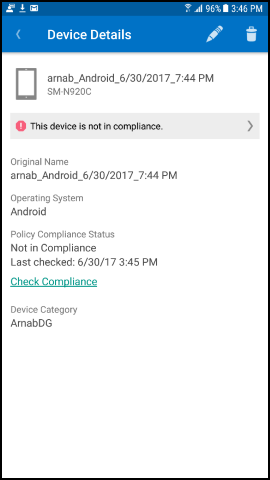 96% 3:46 PM
Device Details
arnab_Android_6/30/2017_7:44 PM
SM-N920C
This device is not in compliance.
Original Name
arnab_Android_6/30/2017_7:44 PM
Operating System
Android
Policy Compliance Status
Not in Compliance
Last checked: 6/30/17 3:45 PM
Check Compliance
Device Category
ArnabDG